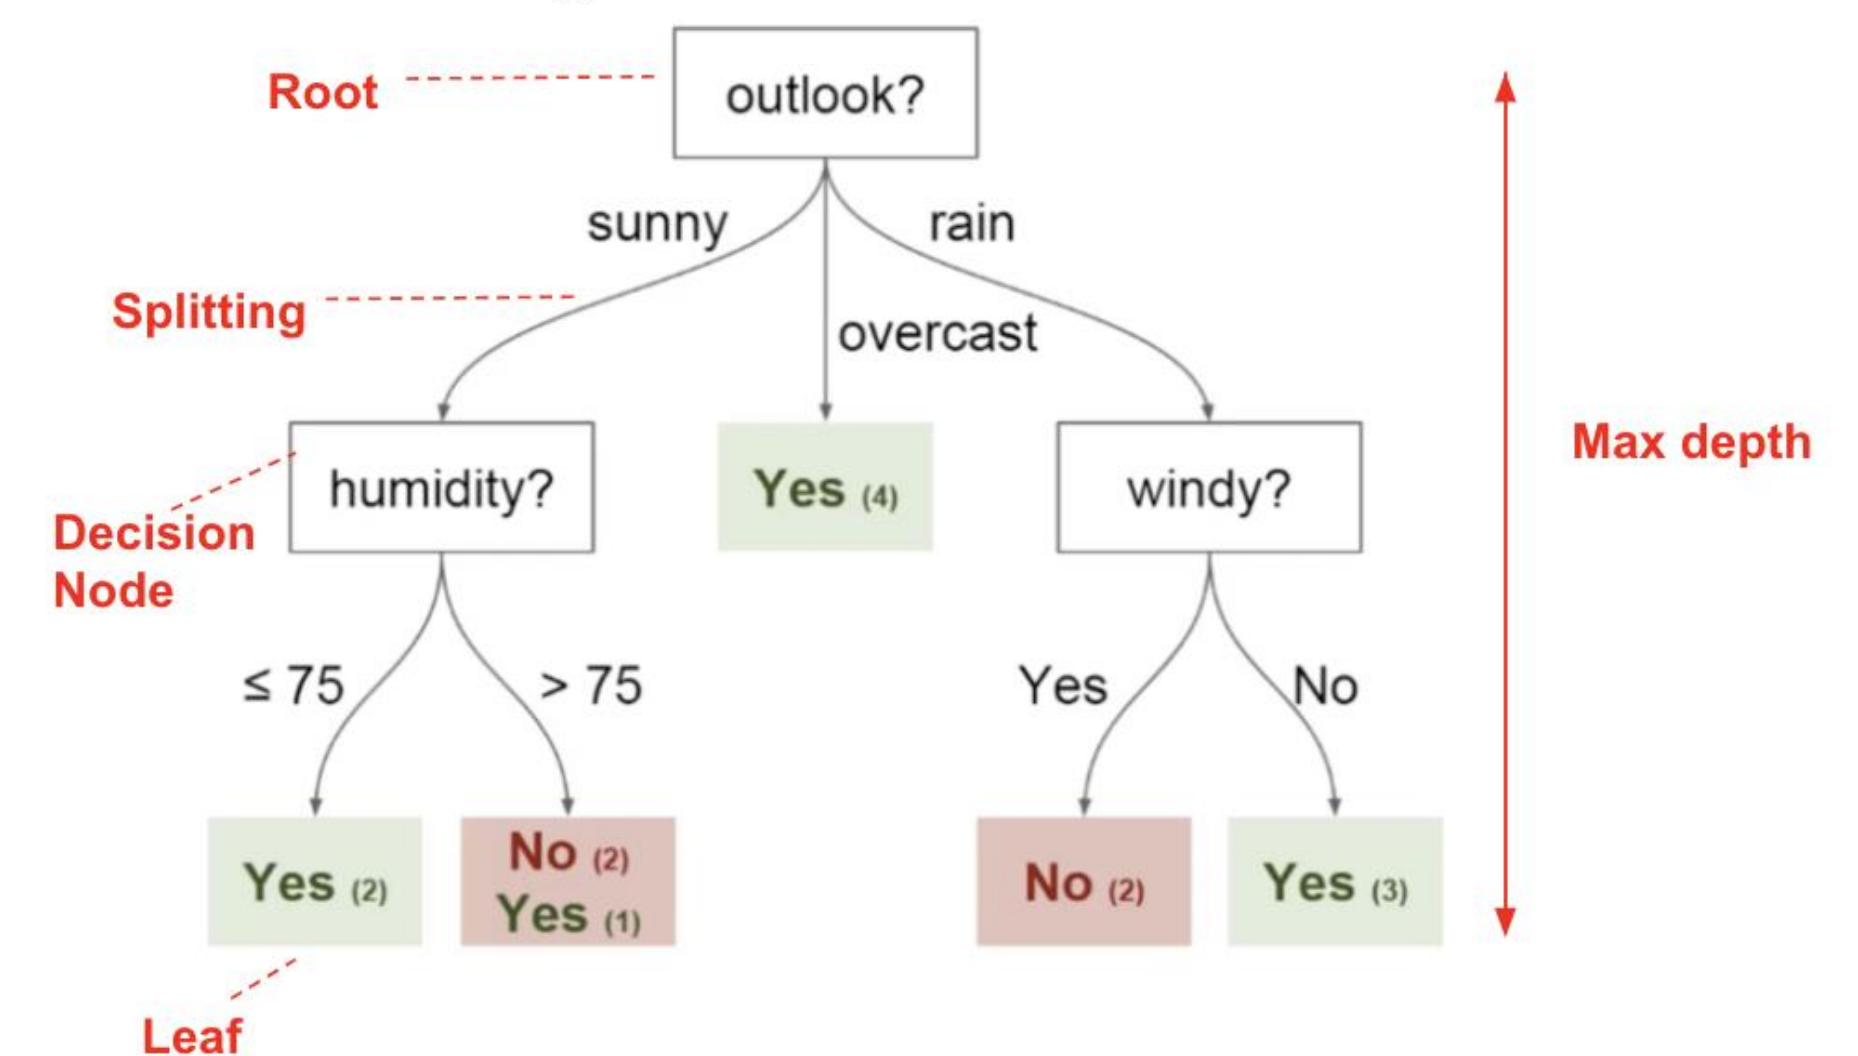 Root
outlook?
sunny
rain
Splitting
overcast
humidity?
Yes (4)
windy?
Max depth
Decision
Node
≤ 75
> 75
Yes
No
Yes (2)
No (2)
Yes (1)
No (2)
Yes (3)
Leaf